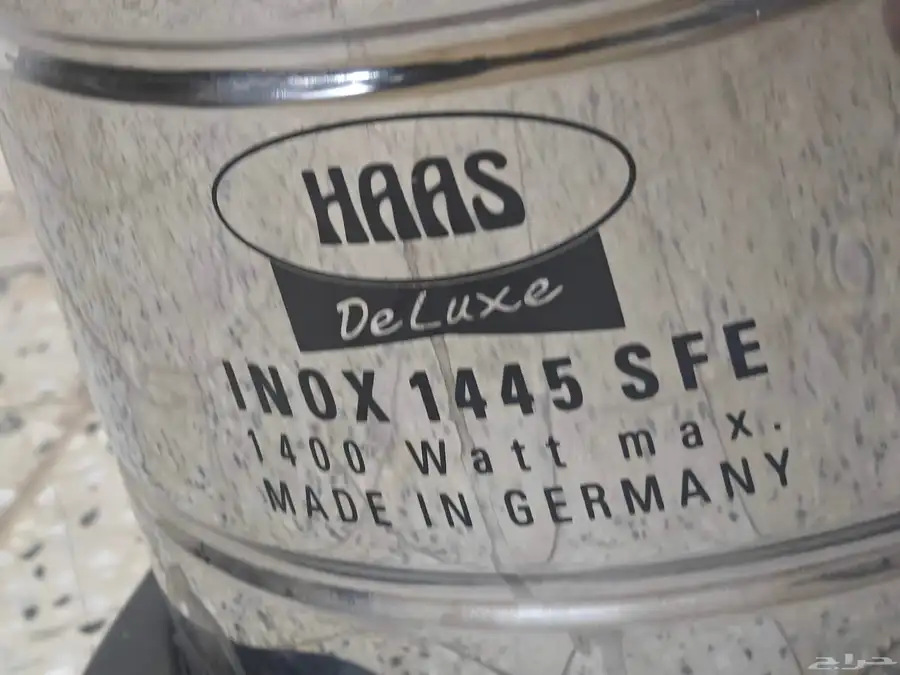 HAAS
DeLuxe
INOX 1445 SFE
1400 Watt max.
MADE IN GERMANY
حراج